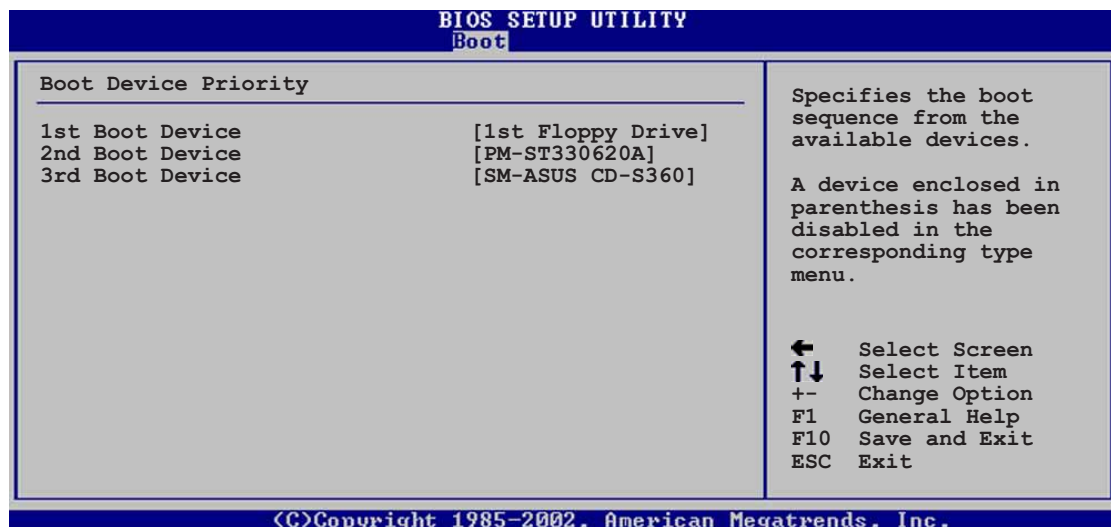 BIOS SETUP UTILITY
Boot
Boot Device Priority
1st Boot Device [1st Floppy Drive]
2nd Boot Device [PM-ST330620A]
3rd Boot Device [SM-ASUS CD-S360]
Specifies the boot
sequence from the
available devices.
A device enclosed in
parenthesis has been
disabled in the
corresponding type
menu.
← Select Screen
↑↓ Select Item
+- Change Option
F1 General Help
F10 Save and Exit
ESC Exit
(C)Copyright 1985-2002, American Megatrends, Inc.